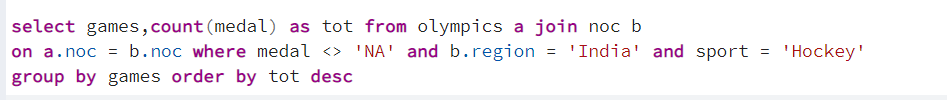 select games,count(medal) as tot from olympics a join noc b
on a.noc = b.noc where medal <> 'NA' and b.region = 'India' and sport = 'Hockey'
group by games order by tot desc